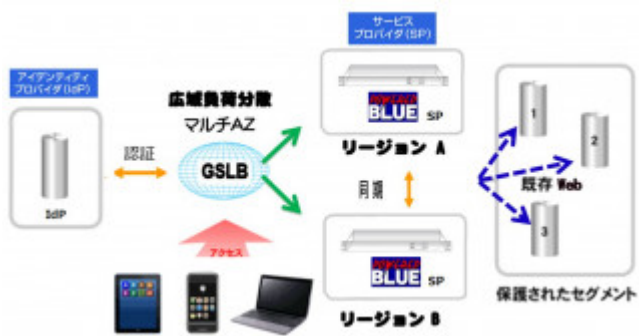 サービス
プロバイダ(SP)
アイデンティティ
プロバイダ(IdP)
広域負荷分散
マルチAZ
認証
GSLB
IdP
アクセス
BLUE SP
リージョン A
同期
BLUE SP
リージョン B
1
2
既存 Web
3
保護されたセグメント